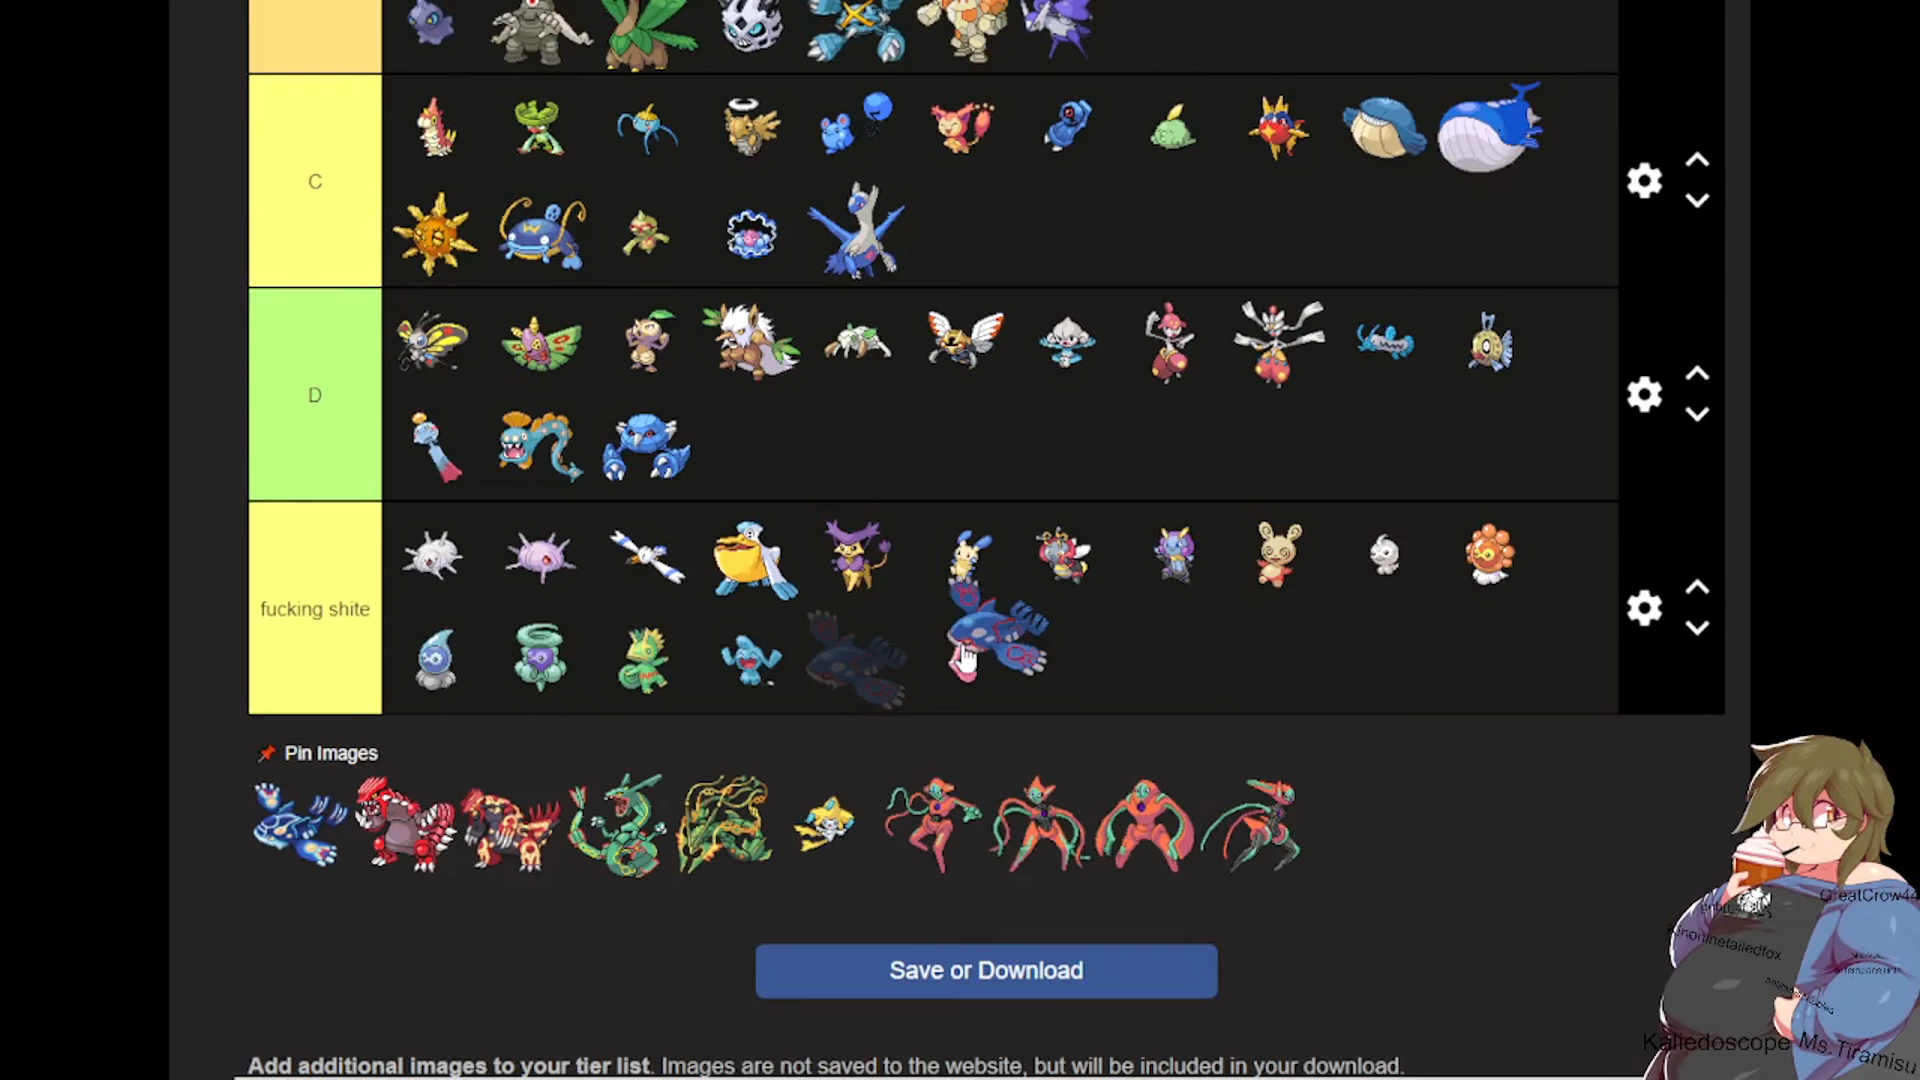 C
D
fucking shite
Pin Images
GreatCrow44
Kinoninetailedfox
Save or Download
Kaliedoscope Ms.Tiramisu
Add additional images to your tier list. Images are not saved to the website, but will be included in your download.